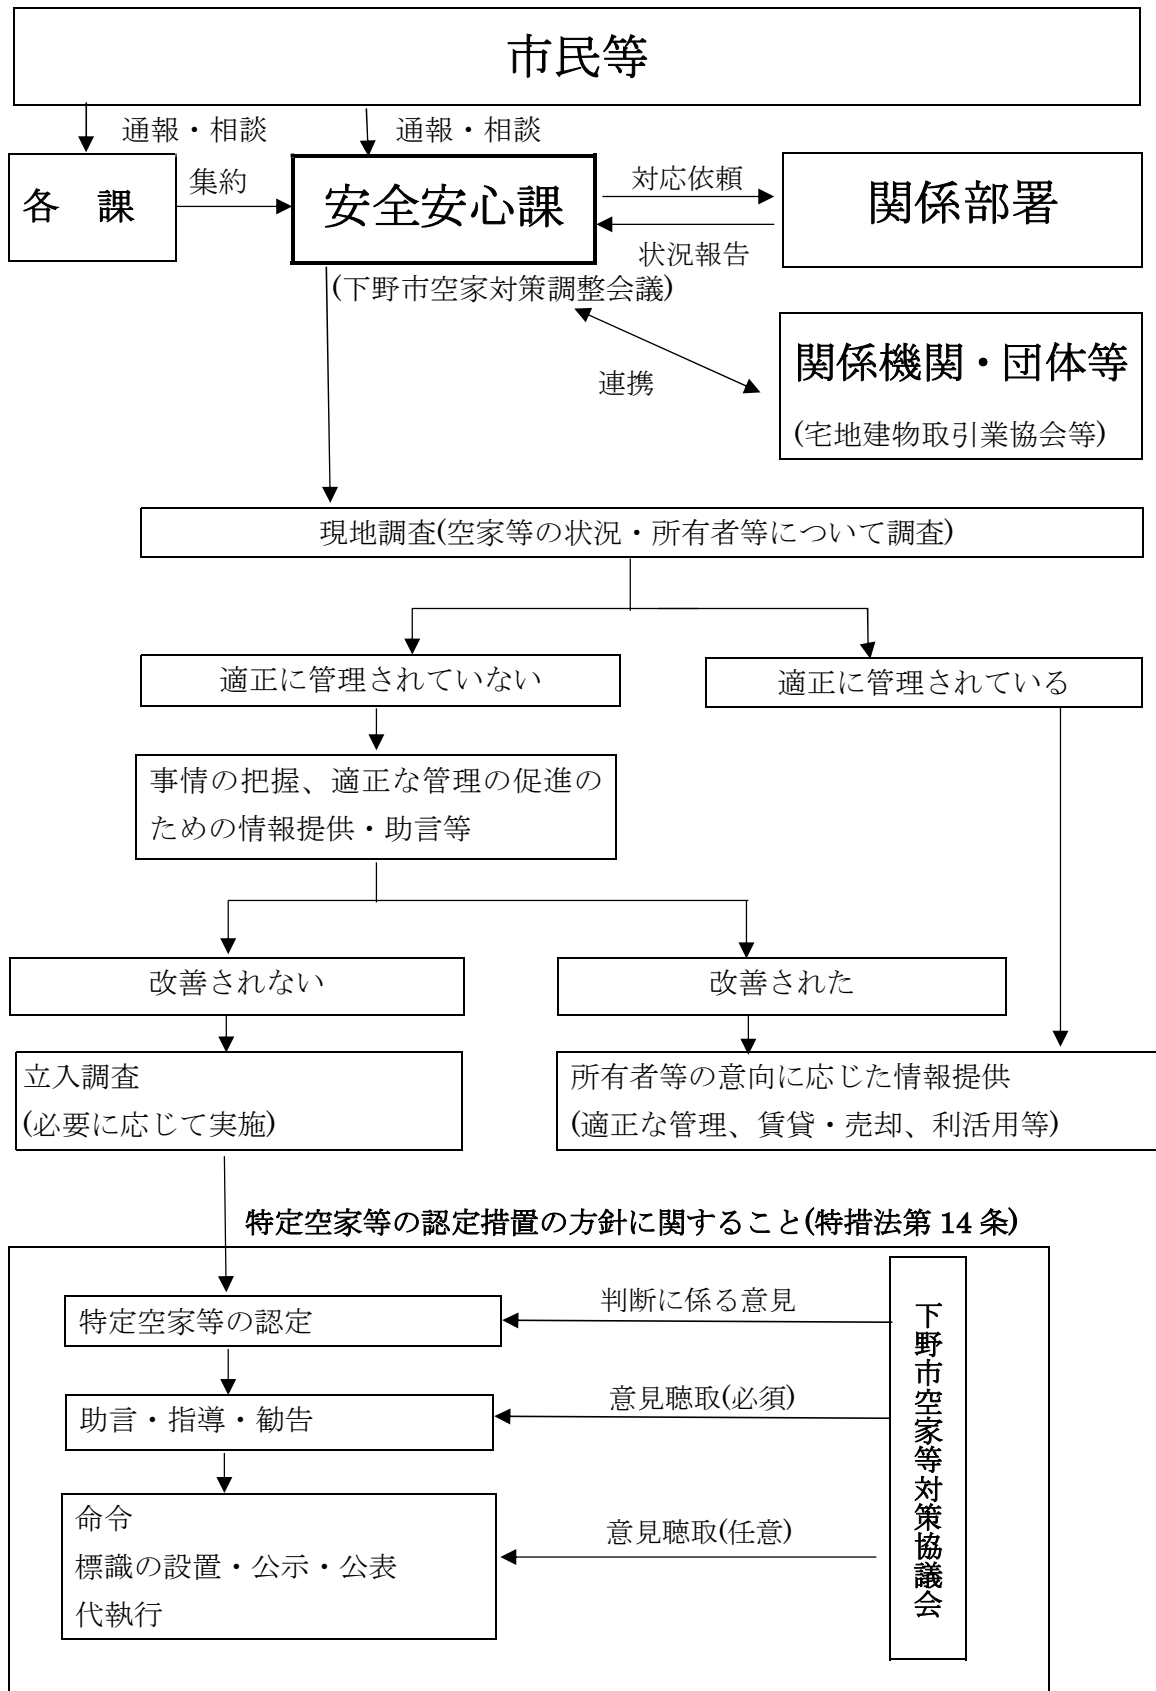 市民等
通報・相談
通報・相談
各　課
集約
安全安心課
対応依頼
状況報告
関係部署
(下野市空家対策調整会議)
連携
関係機関・団体等
(宅地建物取引業協会等)
現地調査(空家等の状況・所有者等について調査)
適正に管理されていない
適正に管理されている
事情の把握、適正な管理の促進の
ための情報提供・助言等
改善されない
改善された
立入調査
(必要に応じて実施)
所有者等の意向に応じた情報提供
(適正な管理、賃貸・売却、利活用等)
特定空家等の認定措置の方針に関すること(特措法第 14 条)
特定空家等の認定
判断に係る意見
助言・指導・勧告
意見聴取(必須)
命令
標識の設置・公示・公表
代執行
意見聴取(任意)
下野市空家等対策協議会